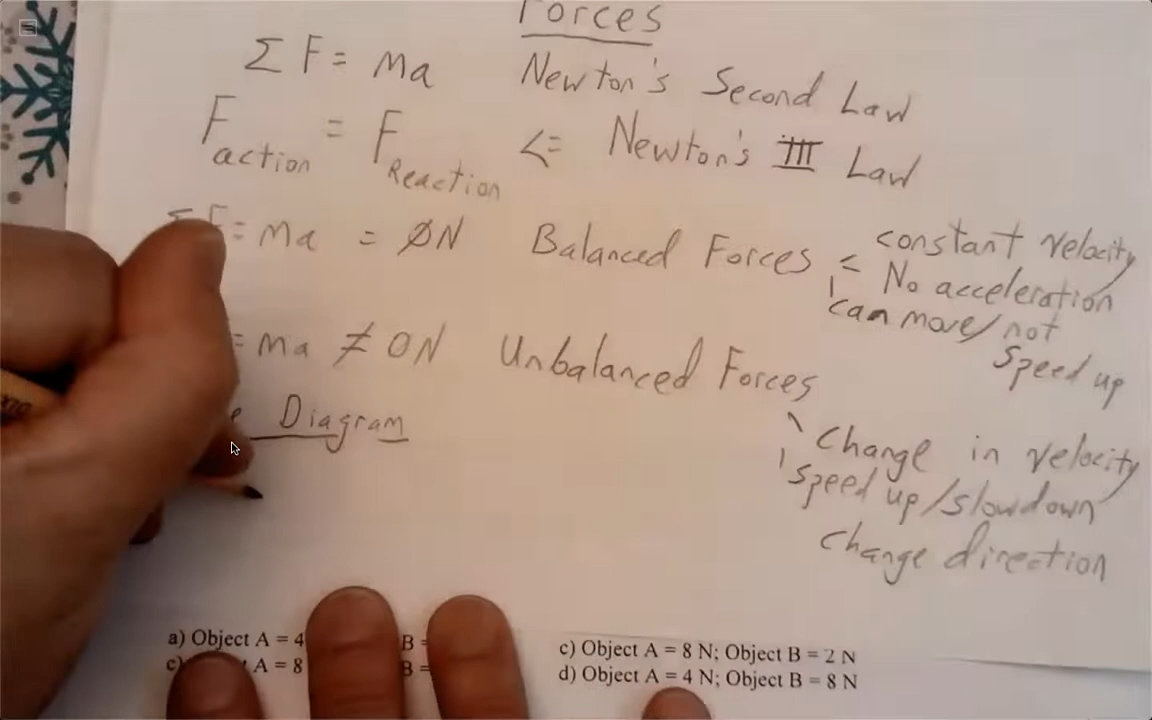 Forces
Σ F = ma Newton's Second Law
F action = F Reaction <= Newton's III Law
= ma = ØN Balanced Forces
constant velocity
No acceleration
can move/not
Speed up
= ma ≠ 0N Unbalanced Forces
Diagram
Change in velocity
Speed up/slowdown
Change direction
a) Object A = 4 B =
c) A = 8 B =
c) Object A = 8 N; Object B = 2 N
d) Object A = 4 N; Object B = 8 N